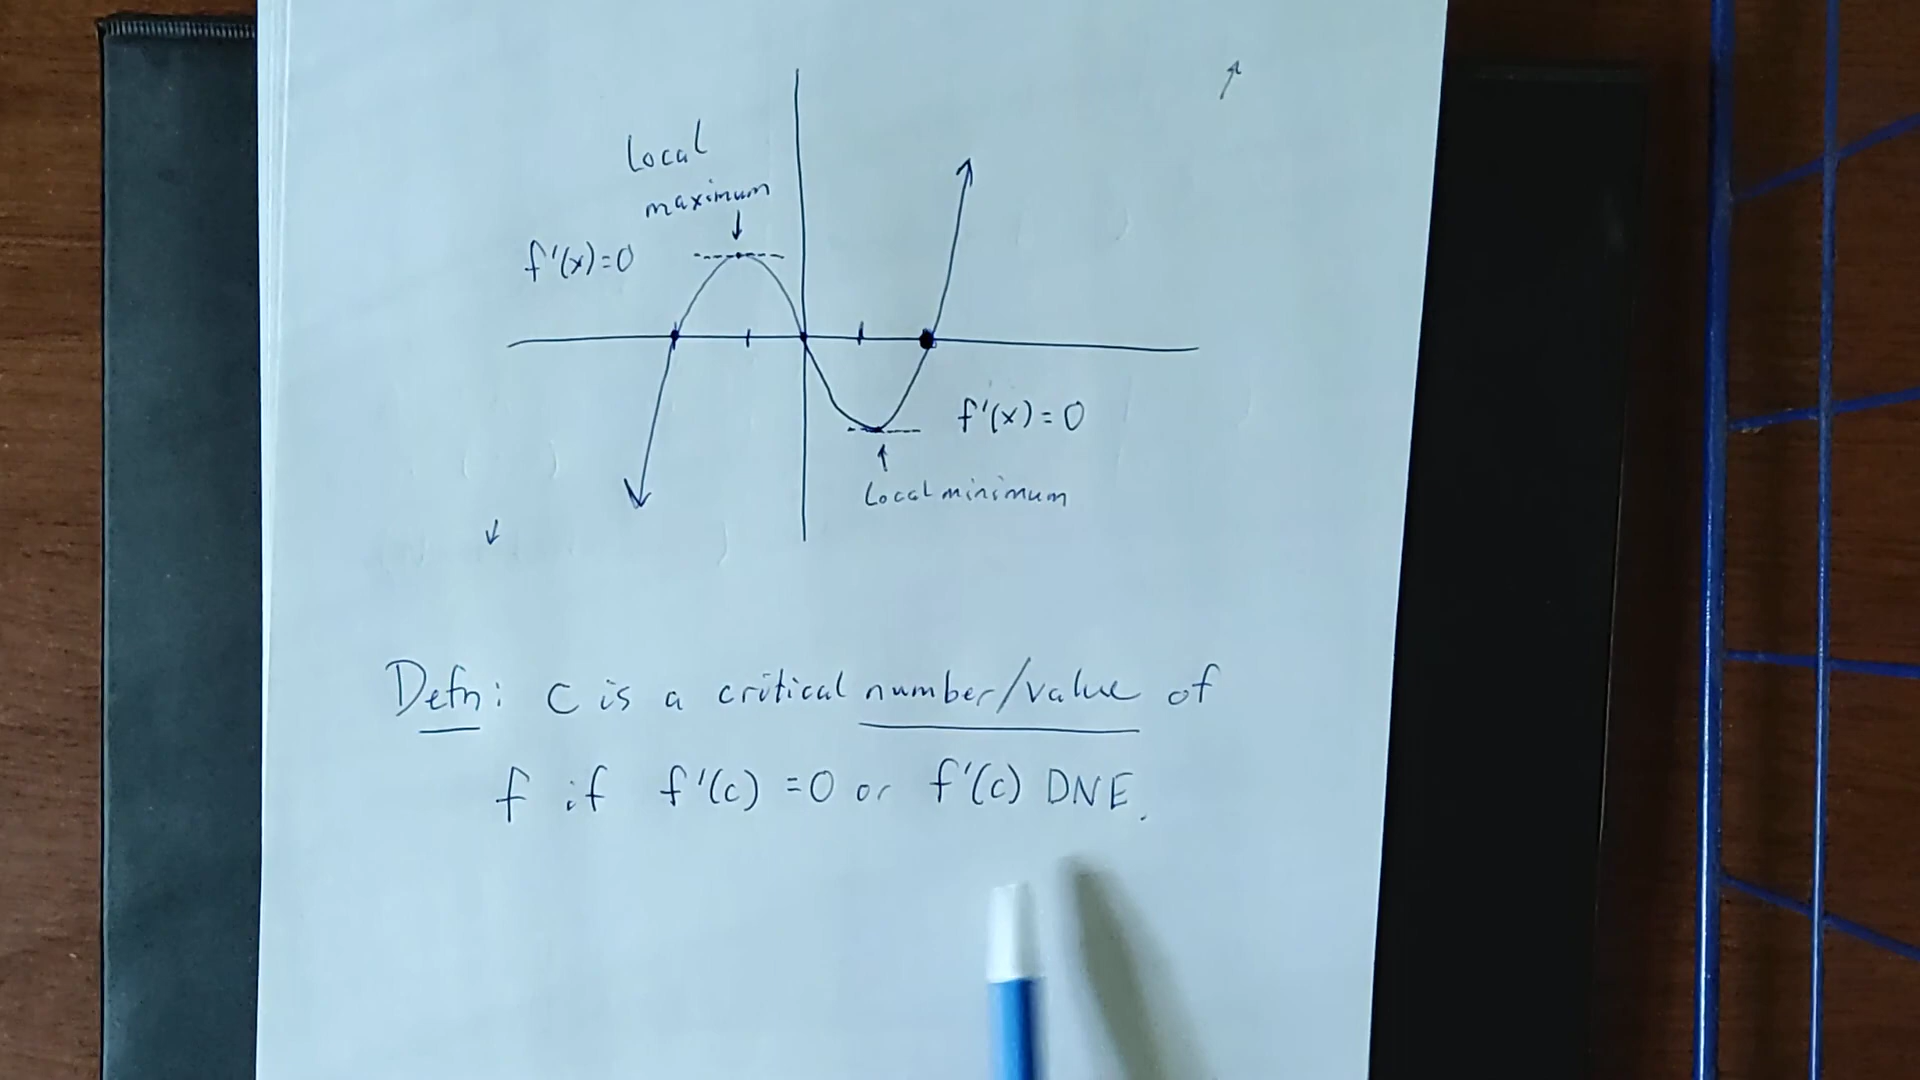 Local
maximum
f'(x)=0
f'(x)=0
Local minimum
Defn: C is a critical number/value of
f if f'(c) =0 or f'(c) DNE.